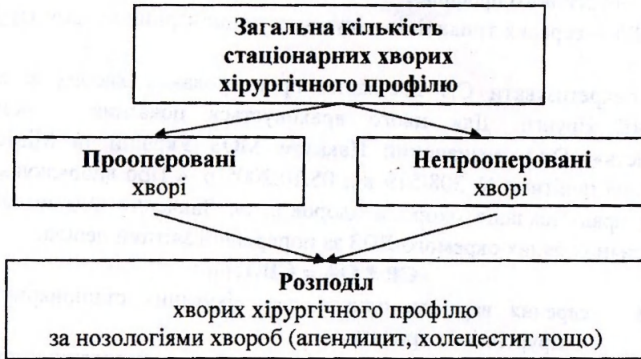 Загальна кількість
стаціонарних хворих
хірургічного профілю
Прооперовані
хворі
Непрооперовані
хворі
Розподіл
хворих хірургічного профілю
за нозологіями хвороб (апендицит, холецестит тощо)